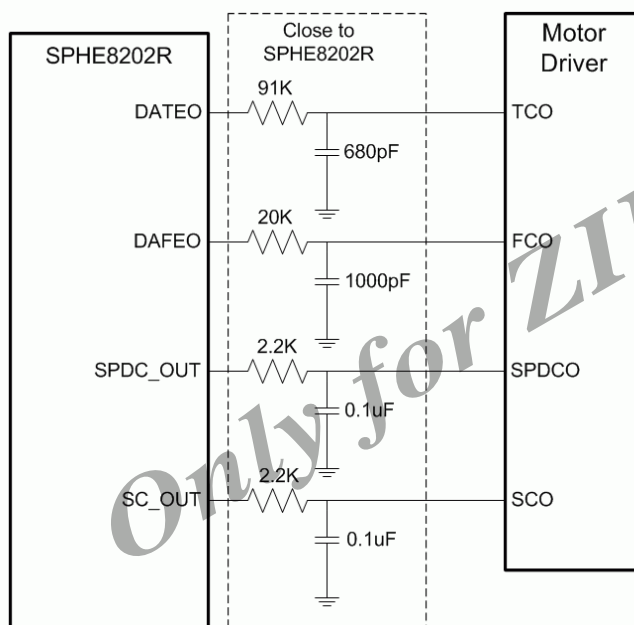 Close to
SPHE8202R
SPHE8202R
Motor
Driver
91K
DATEO
TCO
680pF
20K
DAFEO
FCO
1000pF
2.2K
SPDC_OUT
SPDCO
0.1uF
2.2K
SC_OUT
SCO
0.1uF
Only for